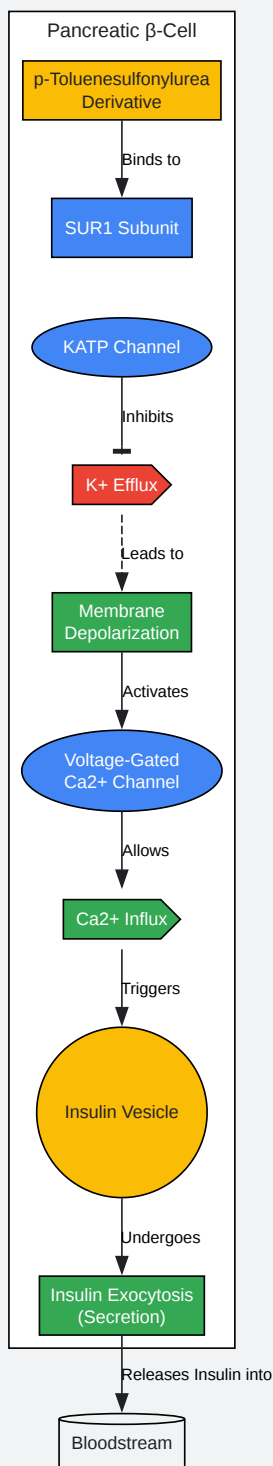 Pancreatic β-Cell
p-Toluenesulfonylurea
Derivative
Binds to
SUR1 Subunit
KATP Channel
Inhibits
K+ Efflux
Leads to
Membrane
Depolarization
Activates
Voltage-Gated
Ca2+ Channel
Allows
Ca2+ Influx
Triggers
Insulin Vesicle
Undergoes
Insulin Exocytosis
(Secretion)
Releases Insulin into
Bloodstream